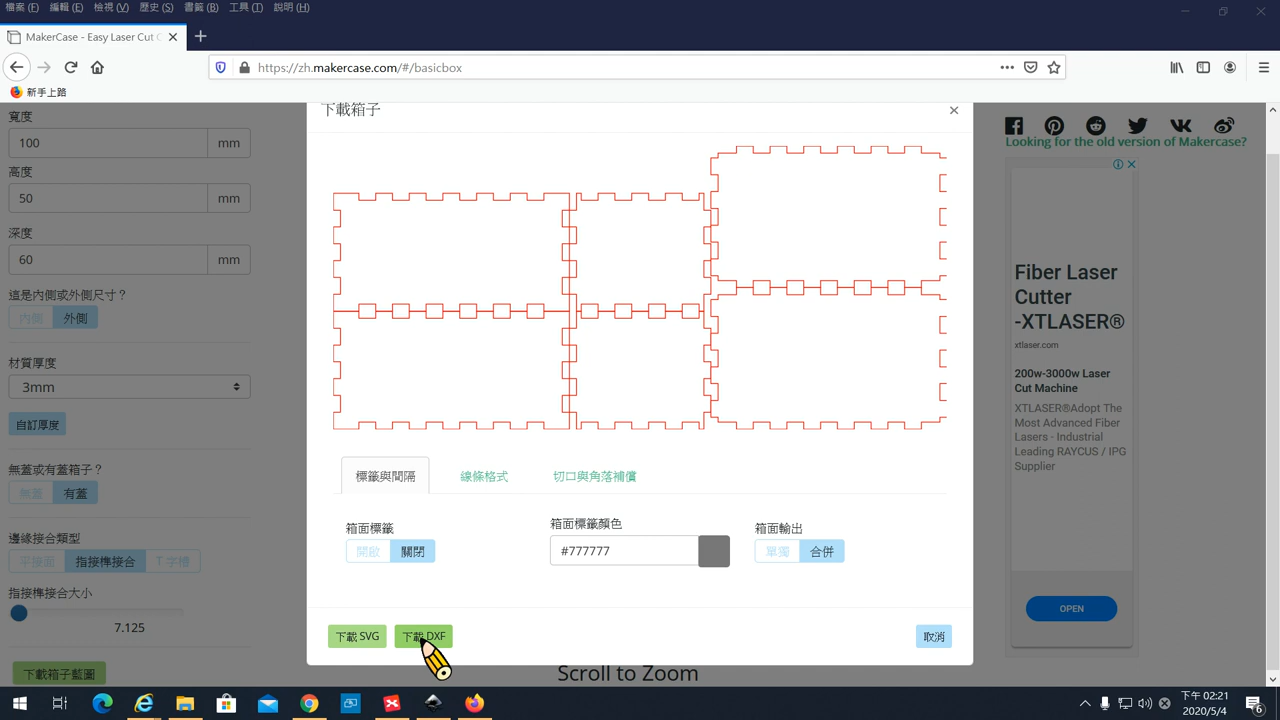 檔案(F) 編輯(E) 檢視(V) 歷史(S) 書籤(B) 工具(T) 說明(H)
MakerCase - Easy Laser Cut C
https://zh.makercase.com/#/basicbox
新手上路
寬度
100 mm
高度
50 mm
深度
60 mm
這是內側或外側尺寸？
內側 外側
材質厚度
3mm
自訂厚度
無蓋或有蓋箱子？
無蓋 有蓋
邊緣接合類型
平接面 指接榫接合 T 字槽
指接榫接合大小
7.125
下載箱子藍圖
下載箱子
標籤與間隔 線條格式 切口與角落補償
箱面標籤
開啟 關閉
箱面標籤顏色
#777777
箱面輸出
單獨 合併
下載 SVG 下載 DXF 取消
Scroll to Zoom
Looking for the old version of Makercase?
Fiber Laser
Cutter
-XTLASER®
xtlaser.com
200w-3000w Laser
Cut Machine
XTLASER®Adopt The
Most Advanced Fiber
Lasers - Industrial
Leading RAYCUS / IPG
Supplier
OPEN
下午 02:21
2020/5/4
6